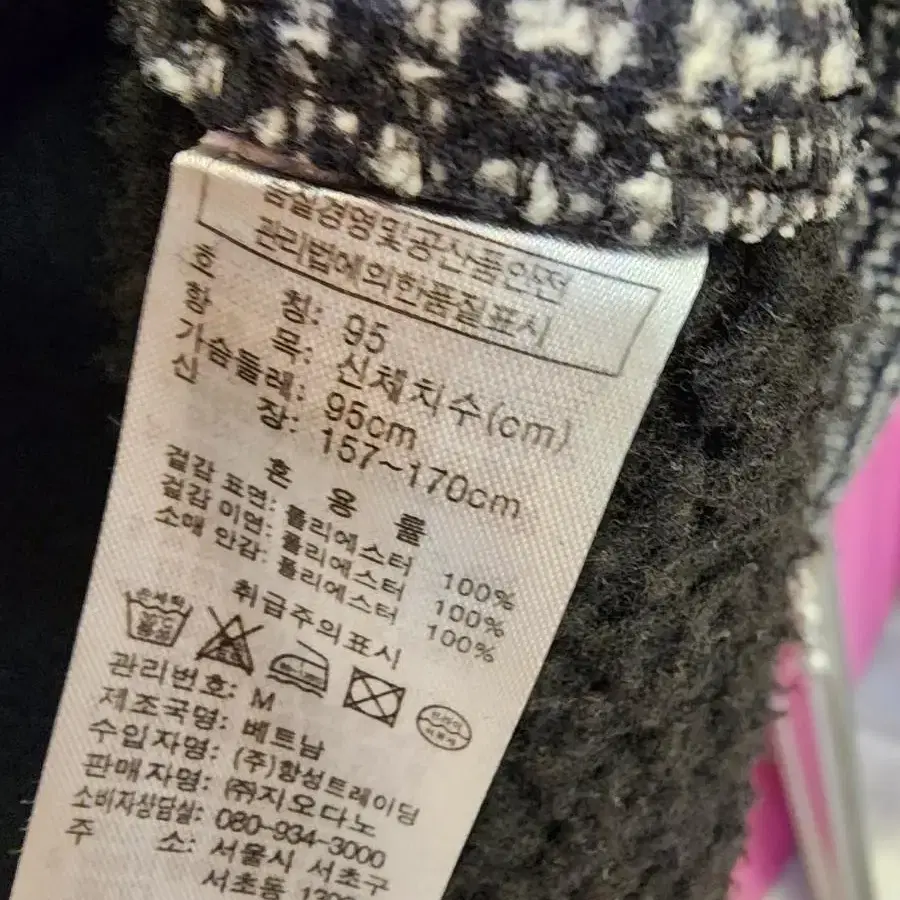 품질경영및공산품안전
관리법에의한품질표시
호 칭: 95
항 목: 신체치수(cm)
가슴둘레: 95cm
신 장: 157~170cm
혼 용 률
겉감 표면: 폴리에스터 100%
겉감 이면: 폴리에스터 100%
소매 안감: 폴리에스터 100%
취급주의표시
손세탁
관리번호: M
제조국명: 베트남
수입자명: (주)항성트레이딩
판매자명: (주)지오다노
소비자상담실: 080-934-3000
주 소: 서울시 서초구
서초동